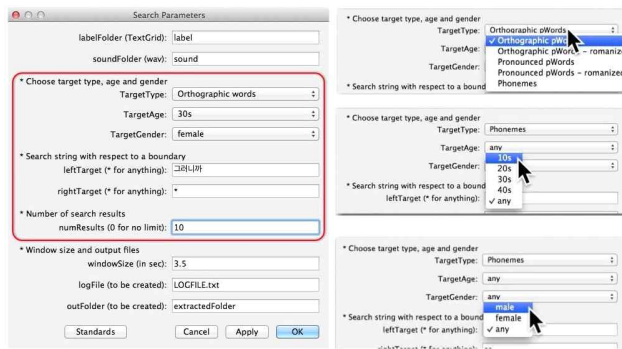 Search Parameters
labelFolder (TextGrid): label
soundFolder (wav): sound
* Choose target type, age and gender
TargetType: Orthographic words
TargetAge: 30s
TargetGender: female
* Search string with respect to a boundary
leftTarget (* for anything): 그러니까
rightTarget (* for anything): *
* Number of search results
numResults (0 for no limit): 10
* Window size and output files
windowSize (in sec): 3.5
logFile (to be created): LOGFILE.txt
outFolder (to be created): extractedFolder
Standards Cancel Apply OK
* Choose target type, age and gender
TargetType: Orthographic pWords
✓ Orthographic
TargetAge: Orthographic pWords - romanize
Pronounced pWords
TargetGender: Pronounced pWords - romanize
Phonemes
* Search string with respect to a bound
* Choose target type, age and gender
TargetType: Phonemes
TargetAge: any
10s
TargetGender: 20s
30s
* Search string with respect to a bound
40s
leftTarget (* for anything): ✓ any
* Choose target type, age and gender
TargetType: Phonemes
TargetAge: any
TargetGender: any
male
* Search string with respect to a bound female
leftTarget (* for anything): ✓ any